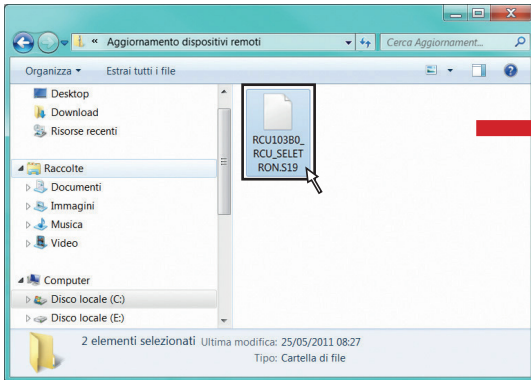 « Aggiornamento dispositivi remoti
Cerca Aggiornament...
Organizza
Estrai tutti i file
Desktop
Download
Risorse recenti
Raccolte
Documenti
Immagini
Musica
Video
Computer
Disco locale (C:)
Disco locale (E:)
RCU103B0_
RCU_SELET
RON.S19
2 elementi selezionati Ultima modifica: 25/05/2011 08:27
Tipo: Cartella di file